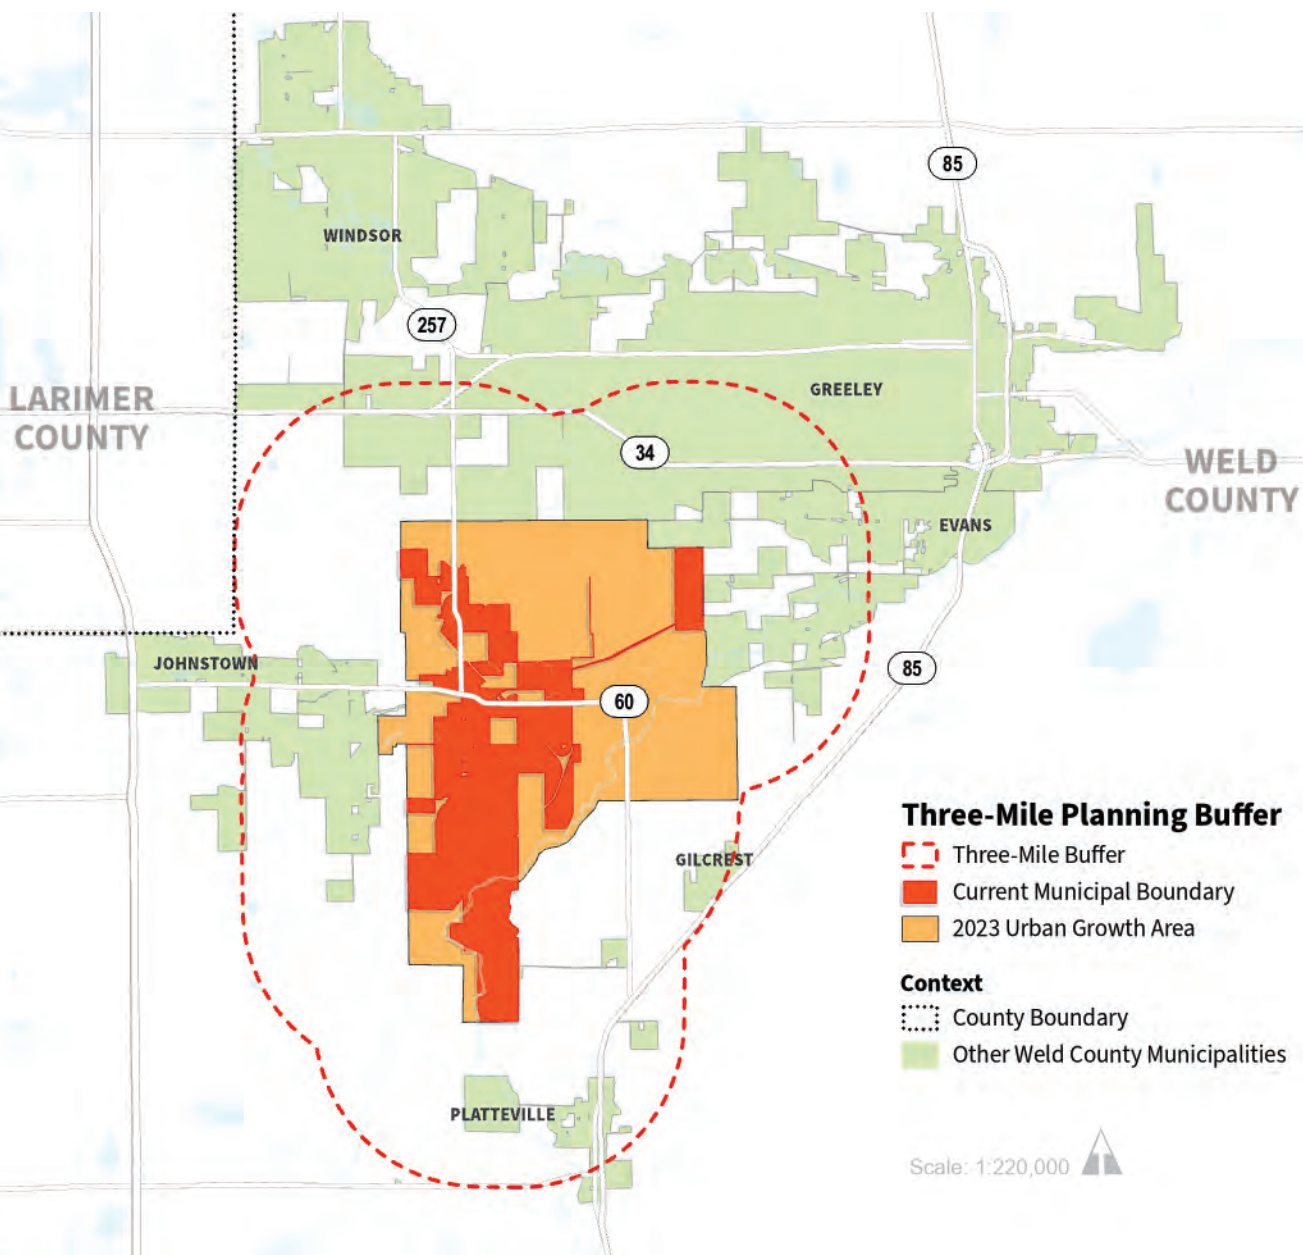 85
WINDSOR
257
GREELEY
LARIMER
COUNTY
34
WELD
COUNTY
EVANS
JOHNSTOWN
85
60
Three-Mile Planning Buffer
Three-Mile Buffer
GILCREST
Current Municipal Boundary
2023 Urban Growth Area
Context
County Boundary
Other Weld County Municipalities
PLATTEVILLE
Scale: 1:220,000